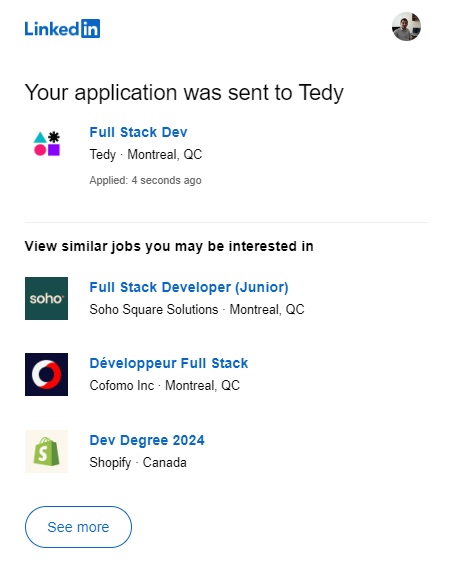 LinkedIn
Your application was sent to Tedy
Full Stack Dev
Tedy · Montreal, QC
Applied: 4 seconds ago
View similar jobs you may be interested in
soho
Full Stack Developer (Junior)
Soho Square Solutions · Montreal, QC
Développeur Full Stack
Cofomo Inc · Montreal, QC
Dev Degree 2024
Shopify · Canada
See more